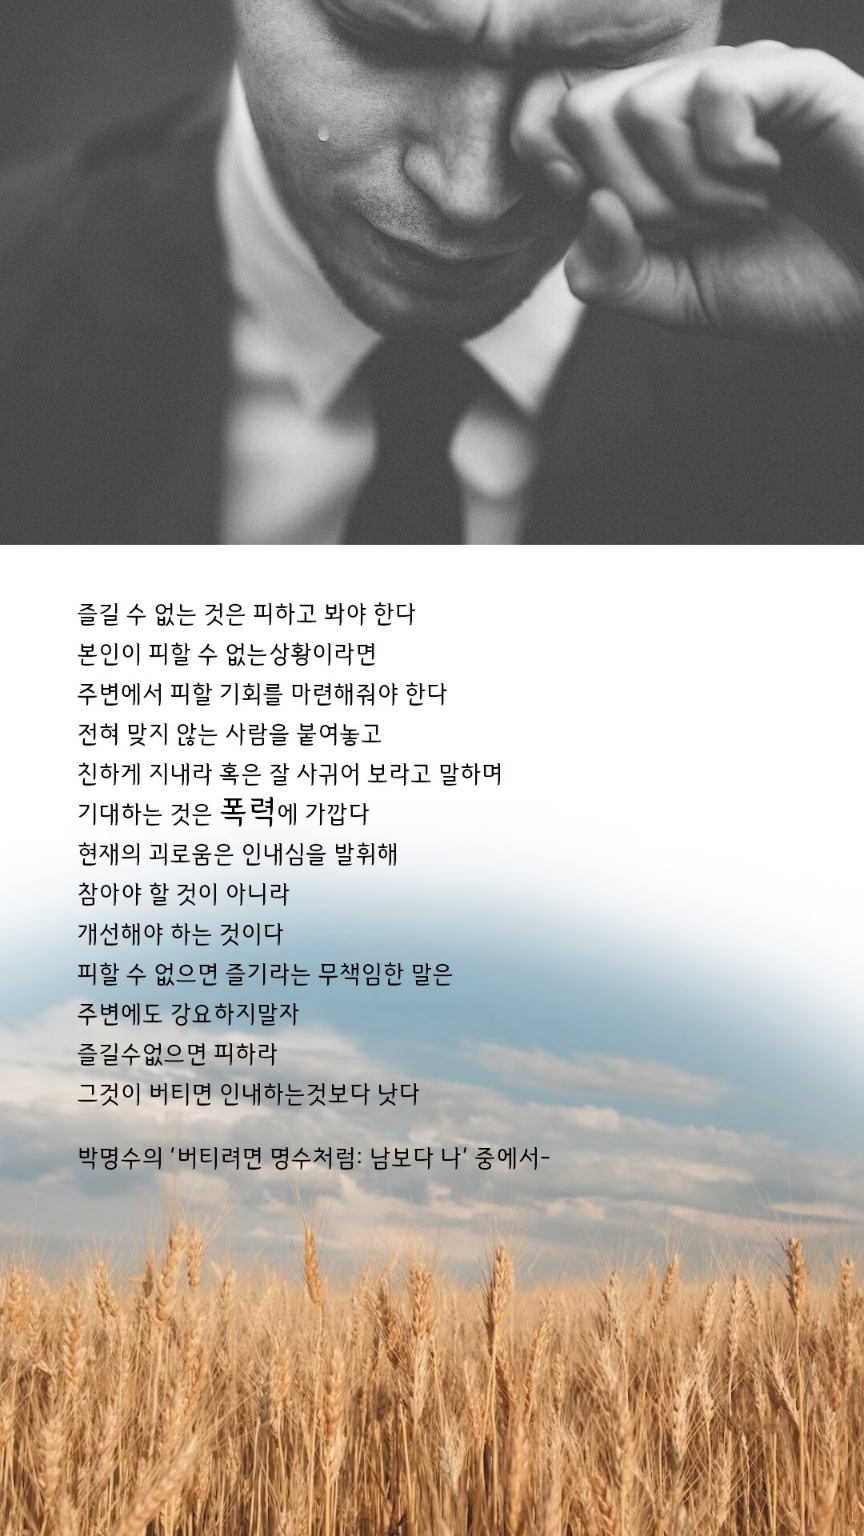 즐길 수 없는 것은 피하고 봐야 한다
본인이 피할 수 없는상황이라면
주변에서 피할 기회를 마련해줘야 한다
전혀 맞지 않는 사람을 붙여놓고
친하게 지내라 혹은 잘 사귀어 보라고 말하며
기대하는 것은 폭력에 가깝다
현재의 괴로움은 인내심을 발휘해
참아야 할 것이 아니라
개선해야 하는 것이다
피할 수 없으면 즐기라는 무책임한 말은
주변에도 강요하지말자
즐길수없으면 피하라
그것이 버티면 인내하는것보다 낫다
박명수의 '버티려면 명수처럼: 남보다 나' 중에서-